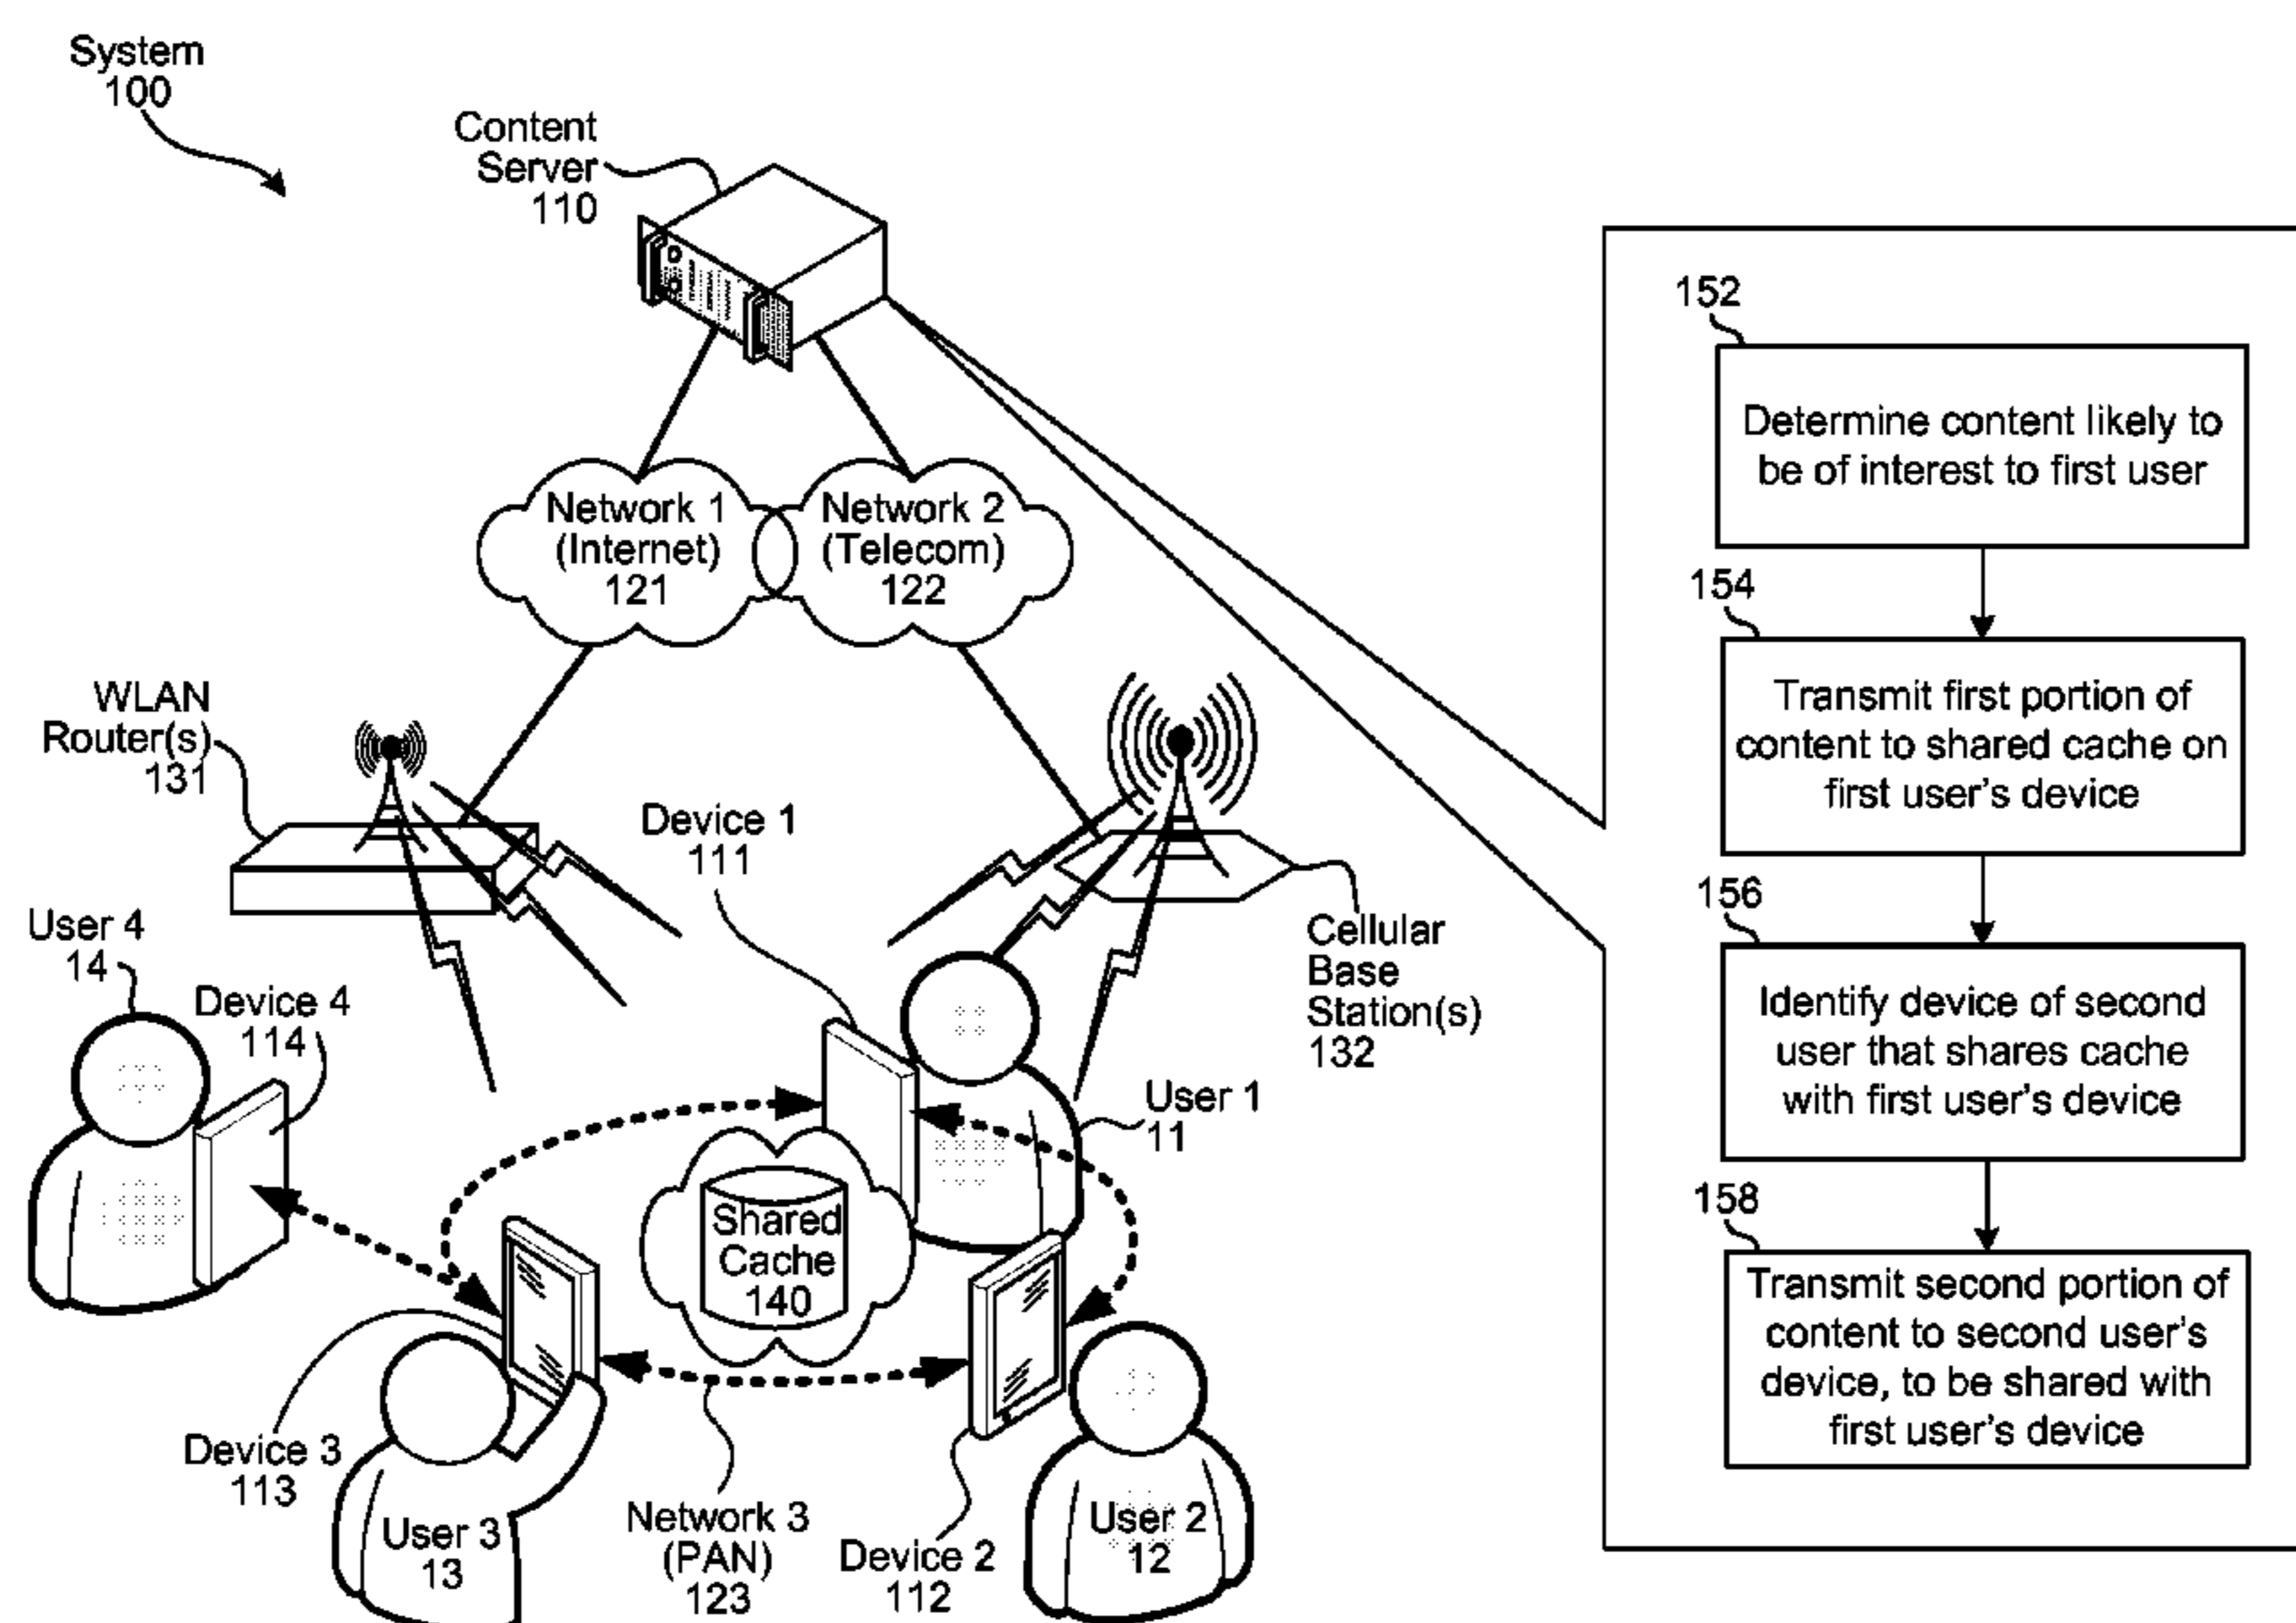 System
100
Content
Server
110
Network 1
(Internet)
121
Network 2
(Telecom)
122
WLAN
Router(s)
131
Device 1
111
Cellular
Base
Station(s)
132
User 4
14
Device 4
114
User 1
11
Shared
Cache
140
Device 3
113
User 3
13
Network 3
(PAN)
123
Device 2
112
User 2
12
152
Determine content likely to
be of interest to first user
154
Transmit first portion of
content to shared cache on
first user's device
156
Identify device of second
user that shares cache
with first user's device
158
Transmit second portion of
content to second user's
device, to be shared with
first user's device